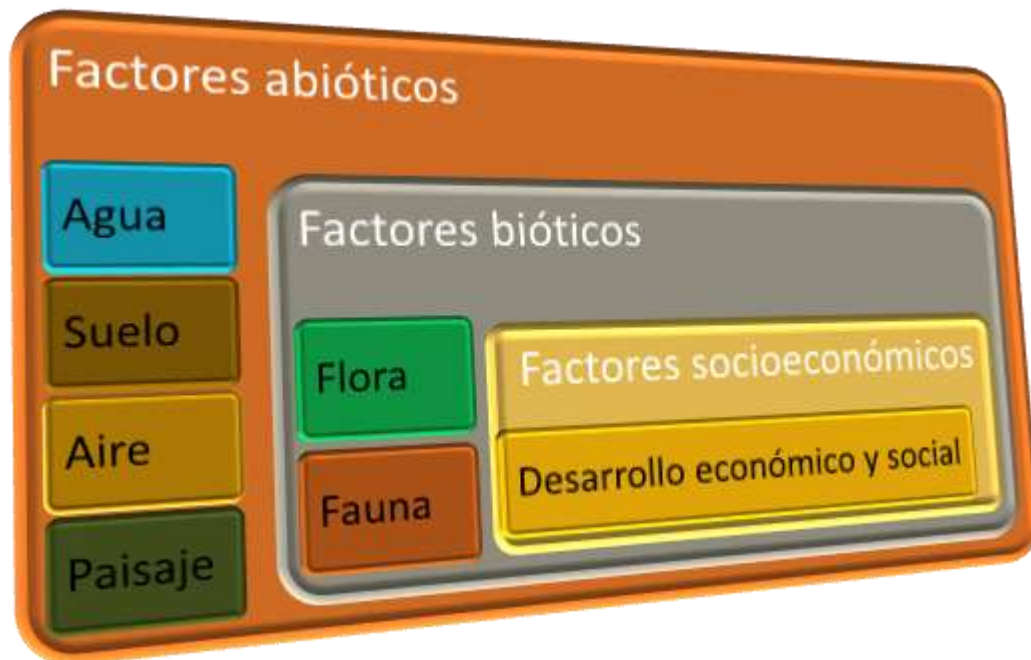 Factores abióticos
Agua
Suelo
Aire
Paisaje
Factores bióticos
Flora
Fauna
Factores socioeconómicos
Desarrollo económico y social